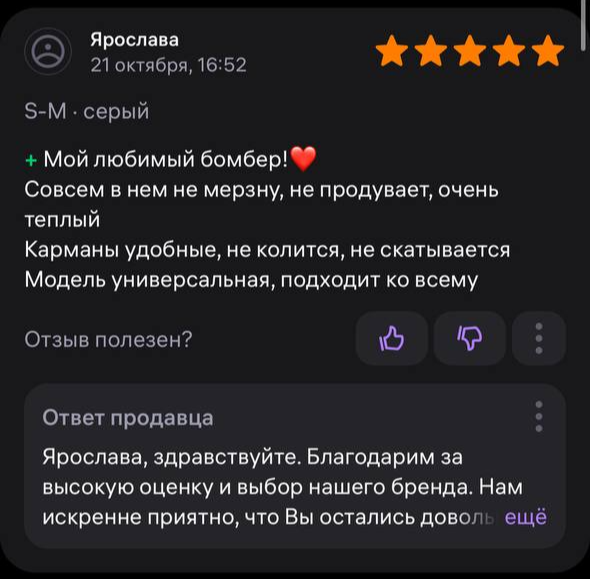 Ярослава
21 октября, 16:52
S-M · серый
+ Мой любимый бомбер!❤️
Совсем в нем не мерзну, не продувает, очень
теплый
Карманы удобные, не колится, не скатывается
Модель универсальная, подходит ко всему
Отзыв полезен?
Ответ продавца
Ярослава, здравствуйте. Благодарим за
высокую оценку и выбор нашего бренда. Нам
искренне приятно, что Вы остались доволь ещё